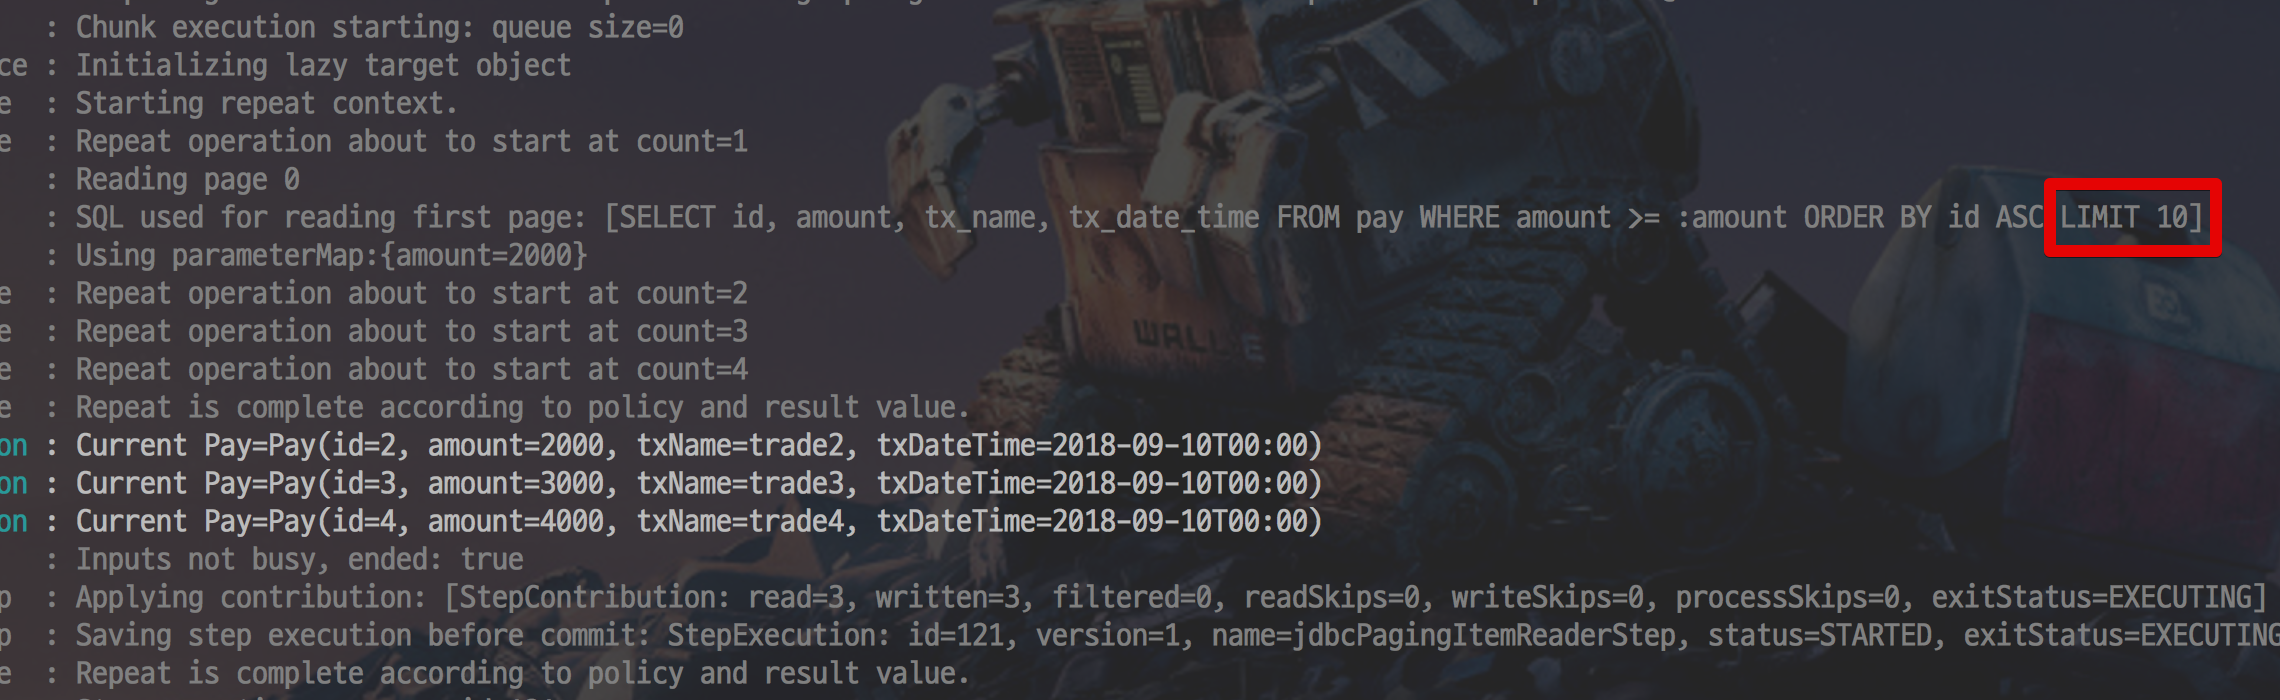 : Chunk execution starting: queue size=0
ce : Initializing lazy target object
e : Starting repeat context.
e : Repeat operation about to start at count=1
: Reading page 0
: SQL used for reading first page: [SELECT id, amount, tx_name, tx_date_time FROM pay WHERE amount >= :amount ORDER BY id ASC LIMIT 10]
: Using parameterMap:{amount=2000}
e : Repeat operation about to start at count=2
e : Repeat operation about to start at count=3
e : Repeat operation about to start at count=4
e : Repeat is complete according to policy and result value.
on : Current Pay=Pay(id=2, amount=2000, txName=trade2, txDateTime=2018-09-10T00:00)
on : Current Pay=Pay(id=3, amount=3000, txName=trade3, txDateTime=2018-09-10T00:00)
on : Current Pay=Pay(id=4, amount=4000, txName=trade4, txDateTime=2018-09-10T00:00)
: Inputs not busy, ended: true
p : Applying contribution: [StepContribution: read=3, written=3, filtered=0, readSkips=0, writeSkips=0, processSkips=0, exitStatus=EXECUTING]
p : Saving step execution before commit: StepExecution: id=121, version=1, name=jdbcPagingItemReaderStep, status=STARTED, exitStatus=EXECUTING
e : Repeat is complete according to policy and result value.
WALL E